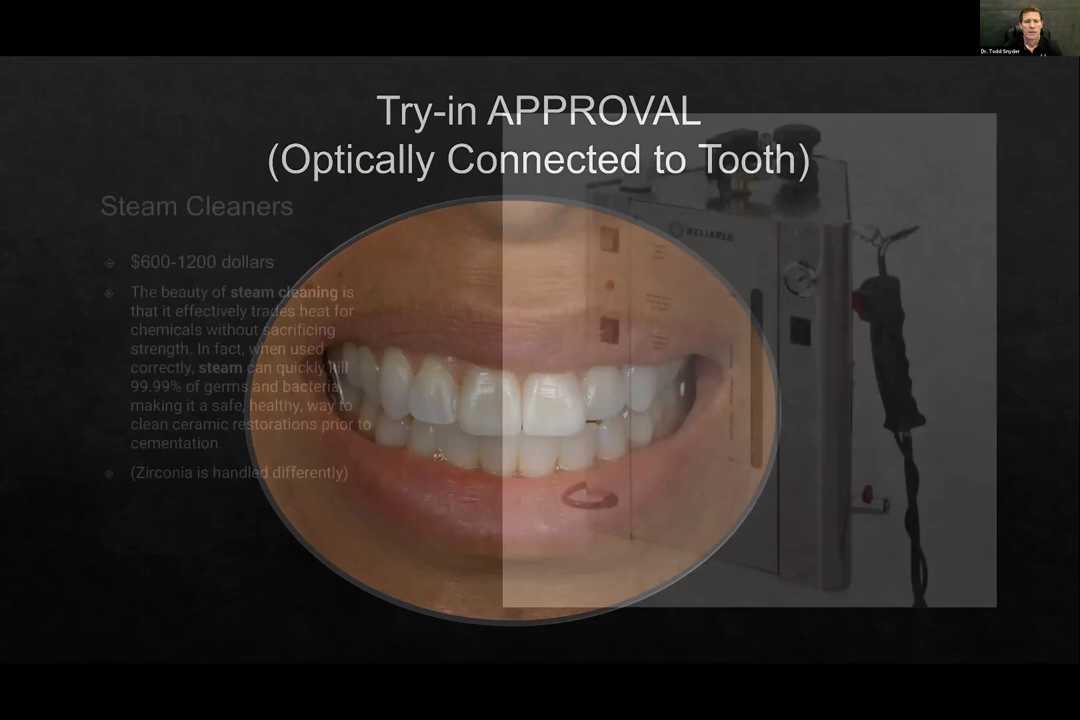 Dr. Todd Snyder
Try-in APPROVAL
(Optically Connected to Tooth)
Steam Cleaners
RELIABLE
$600-1200 dollars
The beauty of steam cleaning is
that it effectively trades heat for
chemicals without sacrificing
strength. In fact, when used
correctly, steam can quickly kill
99.99% of germs and bacteria,
making it a safe, healthy, way to
clean ceramic restorations prior to
cementation.
(Zirconia is handled differently)